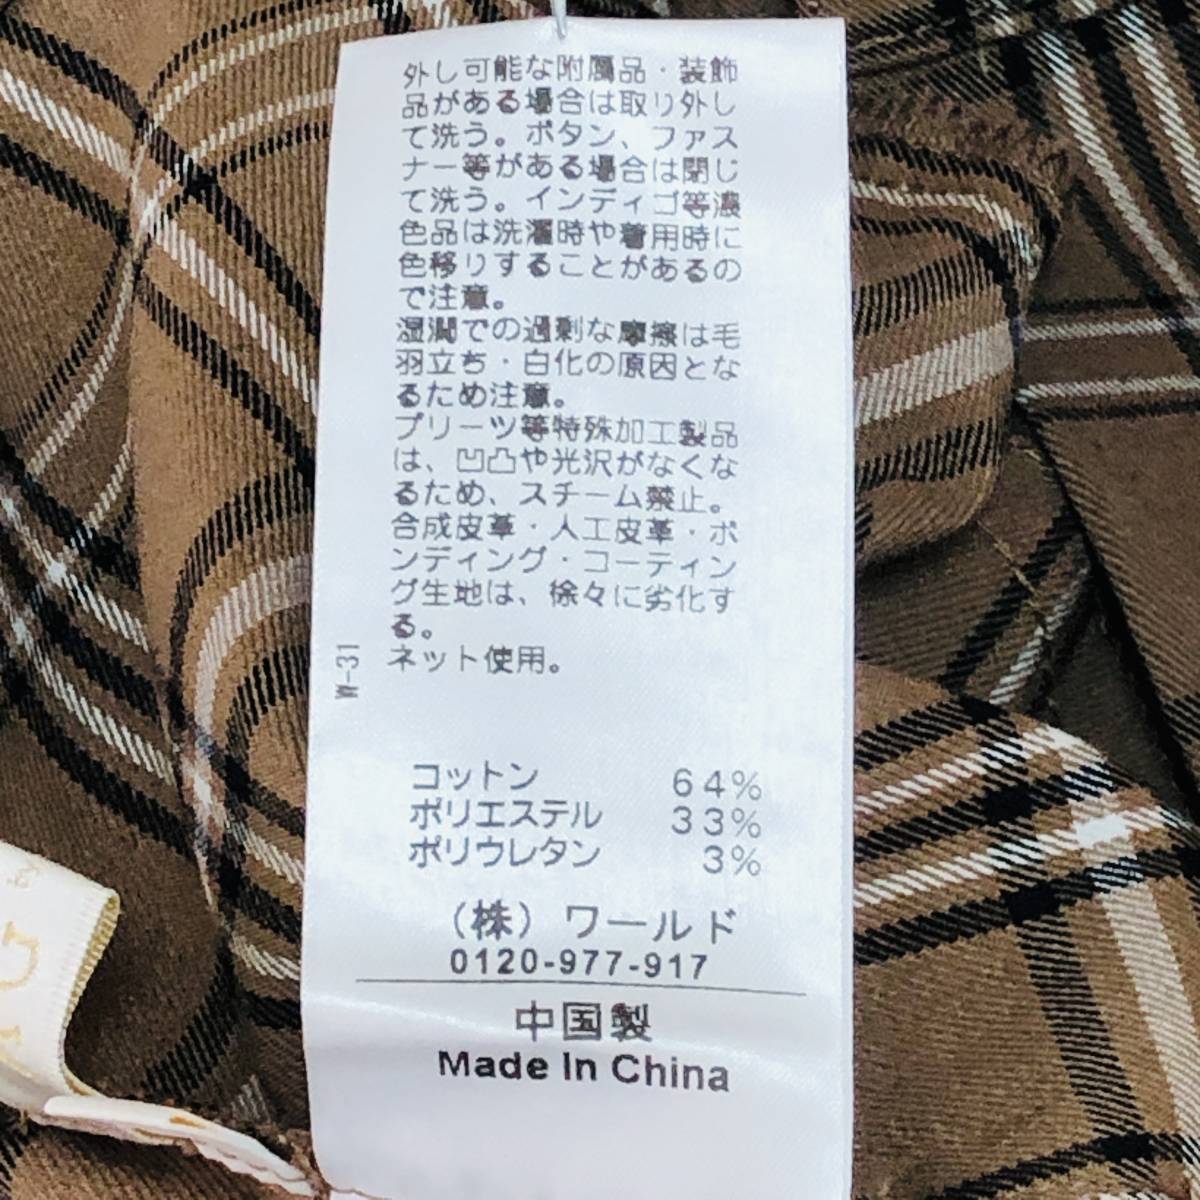 外し可能な附属品・装飾
品がある場合は取り外し
て洗う。ボタン、ファス
ナー等がある場合は閉じ
て洗う。インディゴ等濃
色品は洗濯時や着用時に
色移りすることがあるの
で注意。
湿潤での過剰な摩擦は毛
羽立ち・白化の原因とな
るため注意。
プリーツ等特殊加工製品
は、凹凸や光沢がなくな
るため、スチーム禁止。
合成皮革・人工皮革・ボ
ンディング・コーティン
グ生地は、徐々に劣化す
る。
ネット使用。
W-31
コットン 64%
ポリエステル 33%
ポリウレタン 3%
(株)ワールド
0120-977-917
中国製
Made In China